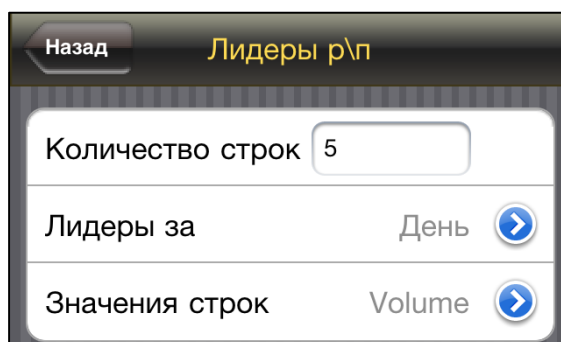 Назад
Лидеры р\п
Количество строк 5
Лидеры за День
Значения строк Volume